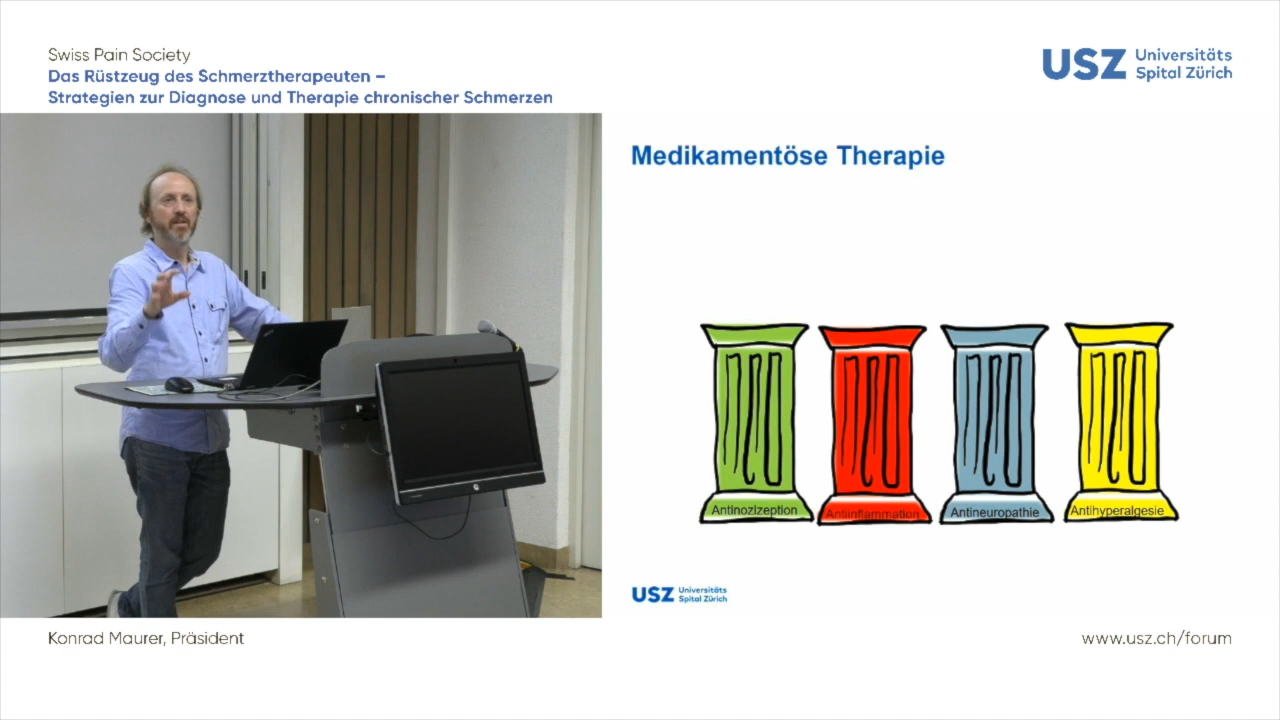 Swiss Pain Society
Das Rüstzeug des Schmerztherapeuten –
Strategien zur Diagnose und Therapie chronischer Schmerzen
USZ Universitäts
Spital Zürich
Medikamentöse Therapie
Antinozizeption
Antiinflammation
Antineuropathie
Antihyperalgesie
USZ Universitäts
Spital Zürich
Konrad Maurer, Präsident
www.usz.ch/forum